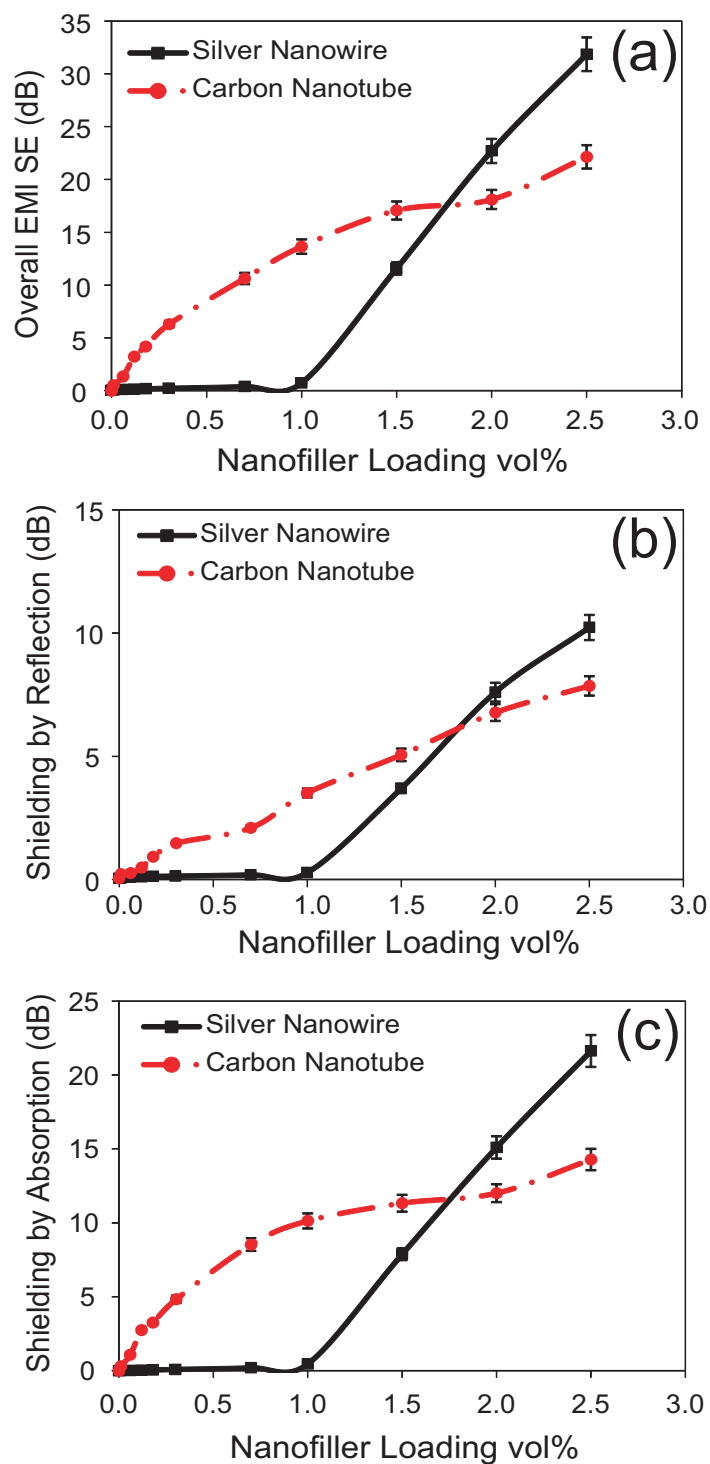 (a)
Silver Nanowire
Carbon Nanotube
Overall EMI SE (dB)
35
30
25
20
15
10
5
0
0.0 0.5 1.0 1.5 2.0 2.5 3.0
Nanofiller Loading vol%
(b)
Silver Nanowire
Carbon Nanotube
Shielding by Reflection (dB)
15
10
5
0
0.0 0.5 1.0 1.5 2.0 2.5 3.0
Nanofiller Loading vol%
(c)
Silver Nanowire
Carbon Nanotube
Shielding by Absorption (dB)
25
20
15
10
5
0
0.0 0.5 1.0 1.5 2.0 2.5 3.0
Nanofiller Loading vol%